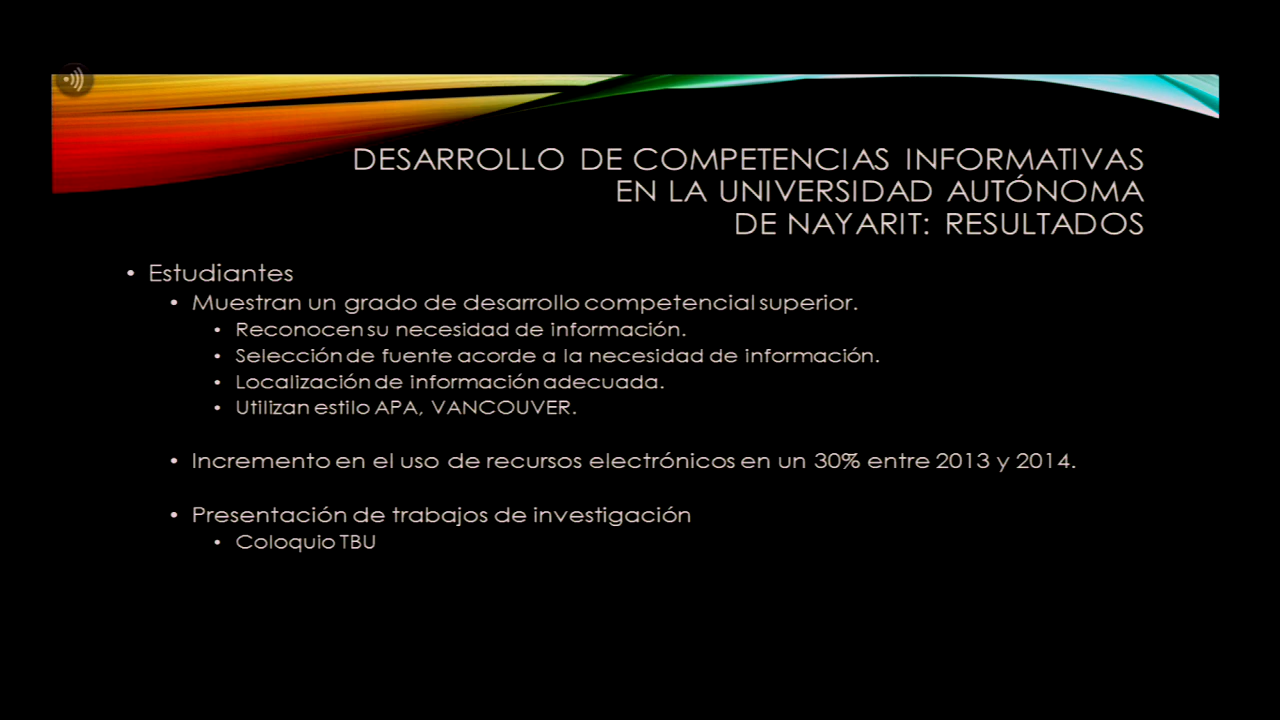 DESARROLLO DE COMPETENCIAS INFORMATIVAS
EN LA UNIVERSIDAD AUTÓNOMA
DE NAYARIT: RESULTADOS
• Estudiantes
• Muestran un grado de desarrollo competencial superior.
• Reconocen su necesidad de información.
• Selección de fuente acorde a la necesidad de información.
• Localización de información adecuada.
• Utilizan estilo APA, VANCOUVER.
• Incremento en el uso de recursos electrónicos en un 30% entre 2013 y 2014.
• Presentación de trabajos de investigación
• Coloquio TBU